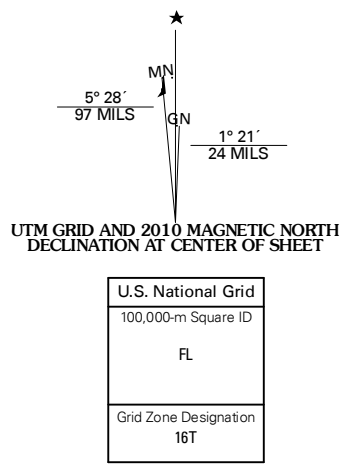 MN
5° 28´
97 MILS
GN
1° 21´
24 MILS
UTM GRID AND 2010 MAGNETIC NORTH
DECLINATION AT CENTER OF SHEET
U.S. National Grid
100,000-m Square ID
FL
Grid Zone Designation
16T